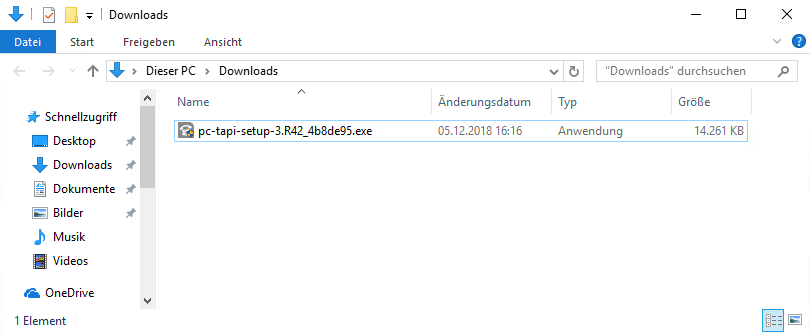 Downloads
Datei Start Freigeben Ansicht
Dieser PC Downloads "Downloads" durchsuchen
Name Änderungsdatum Typ Größe
pc-tapi-setup-3.R42_4b8de95.exe 05.12.2018 16:16 Anwendung 14.261 KB
Schnellzugriff
Desktop
Downloads
Dokumente
Bilder
Musik
Videos
OneDrive
1 Element